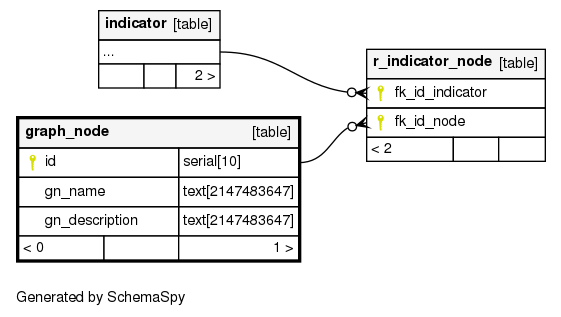 indicator [table]
...
2 >
r_indicator_node [table]
fk_id_indicator
fk_id_node
< 2
graph_node [table]
id serial[10]
gn_name text[2147483647]
gn_description text[2147483647]
< 0 1 >
Generated by SchemaSpy